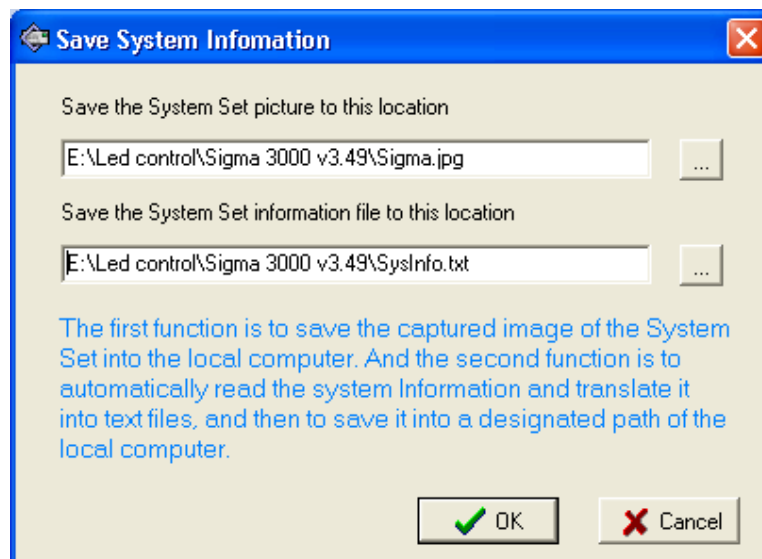 Save System Infomation
Save the System Set picture to this location
E:\Led control\Sigma 3000 v3.49\Sigma.jpg
...
Save the System Set information file to this location
E:\Led control\Sigma 3000 v3.49\SysInfo.txt
...
The first function is to save the captured image of the System
Set into the local computer. And the second function is to
automatically read the system Information and translate it
into text files, and then to save it into a designated path of the
local computer.
OK
Cancel